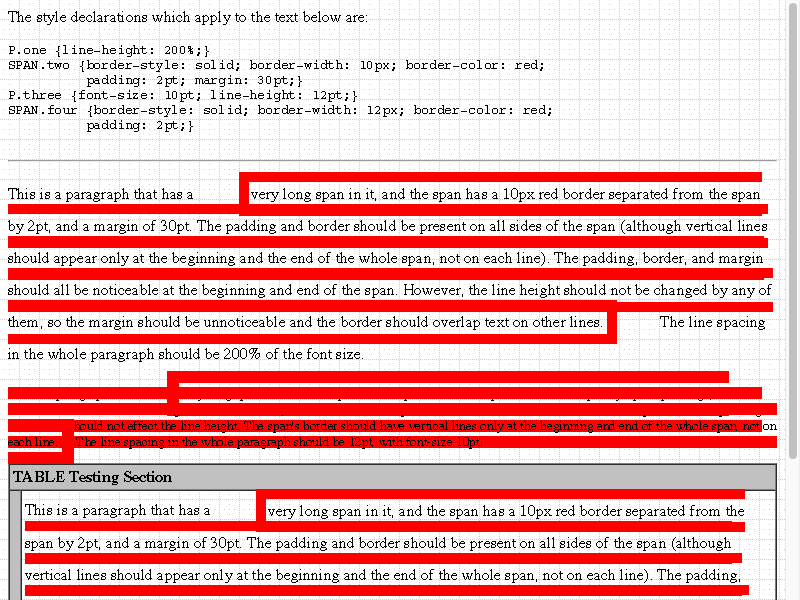 The style declarations which apply to the text below are:
P.one {line-height: 200%;}
SPAN.two {border-style: solid; border-width: 10px; border-color: red;
padding: 2pt; margin: 30pt;}
P.three {font-size: 10pt; line-height: 12pt;}
SPAN.four {border-style: solid; border-width: 12px; border-color: red;
padding: 2pt;}
This is a paragraph that has a very long span in it, and the span has a 10px red border separated from the span
by 2pt, and a margin of 30pt. The padding and border should be present on all sides of the span (although vertical lines
should appear only at the beginning and the end of the whole span, not on each line). The padding, border, and margin
should all be noticeable at the beginning and end of the span. However, the line height should not be changed by any of
them, so the margin should be unnoticeable and the border should overlap text on other lines. The line spacing
in the whole paragraph should be 200% of the font size.
should not effect the line height. The span's border should have vertical lines only at the beginning and end of the whole span, not on
each line. The line spacing in the whole paragraph should be 12pt, with font-size 10pt.
TABLE Testing Section
This is a paragraph that has a very long span in it, and the span has a 10px red border separated from the
span by 2pt, and a margin of 30pt. The padding and border should be present on all sides of the span (although
vertical lines should appear only at the beginning and the end of the whole span, not on each line). The padding,